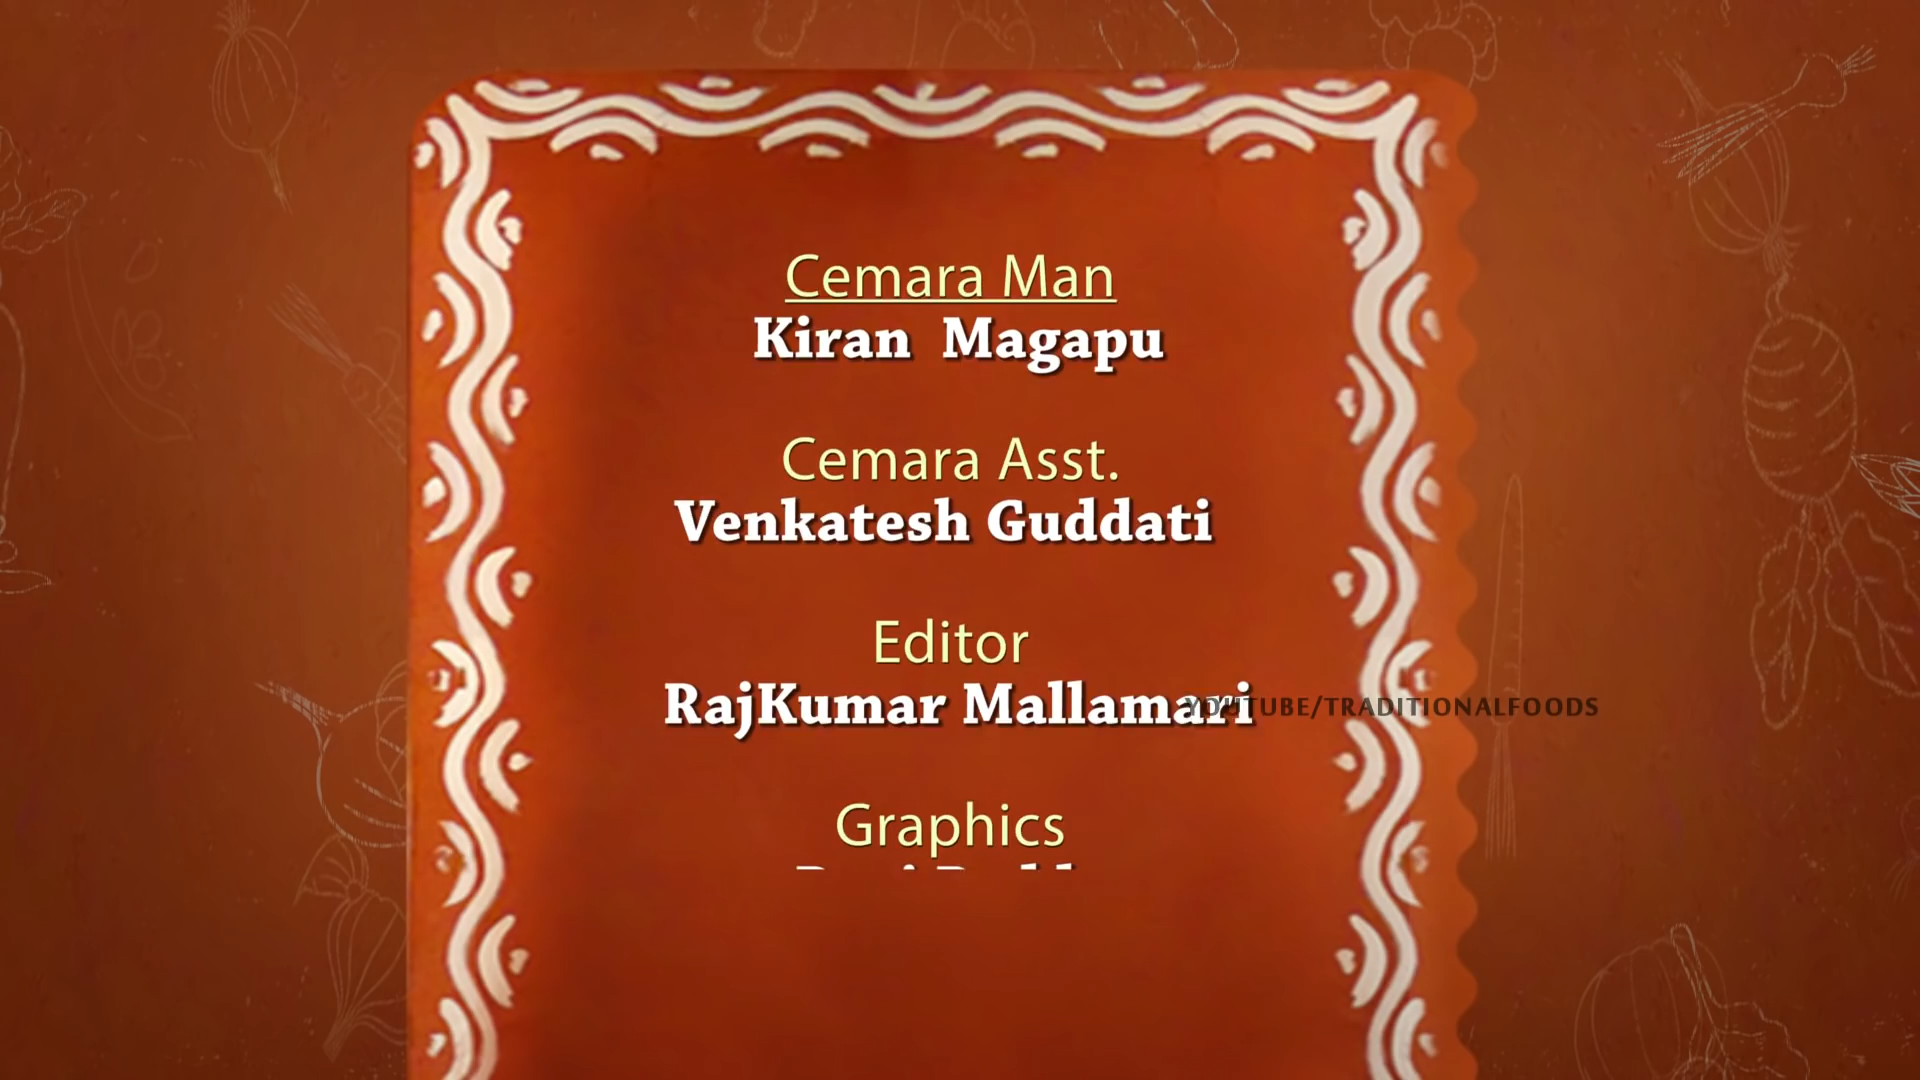 Cemara Man
Kiran Magapu
Cemara Asst.
Venkatesh Guddati
Editor
RajKumar Mallamari
YOUTUBE/TRADITIONALFOODS
Graphics